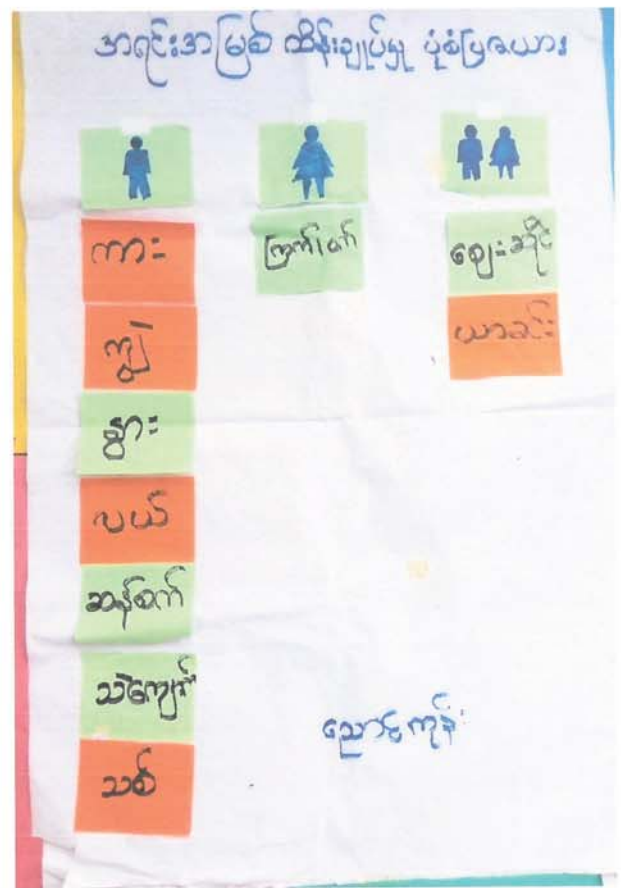 အရင်းအမြစ် ထိန်းချုပ်မှု ပုံစံပြဇယား
ကား
ကျွဲ
နွား
လယ်
ဆန်စက်
သဲကျောက်
သစ်
ကြက်၊ ဝက်
ဈေးဆိုင်
ယာခင်း
ညောင်ကုန်း